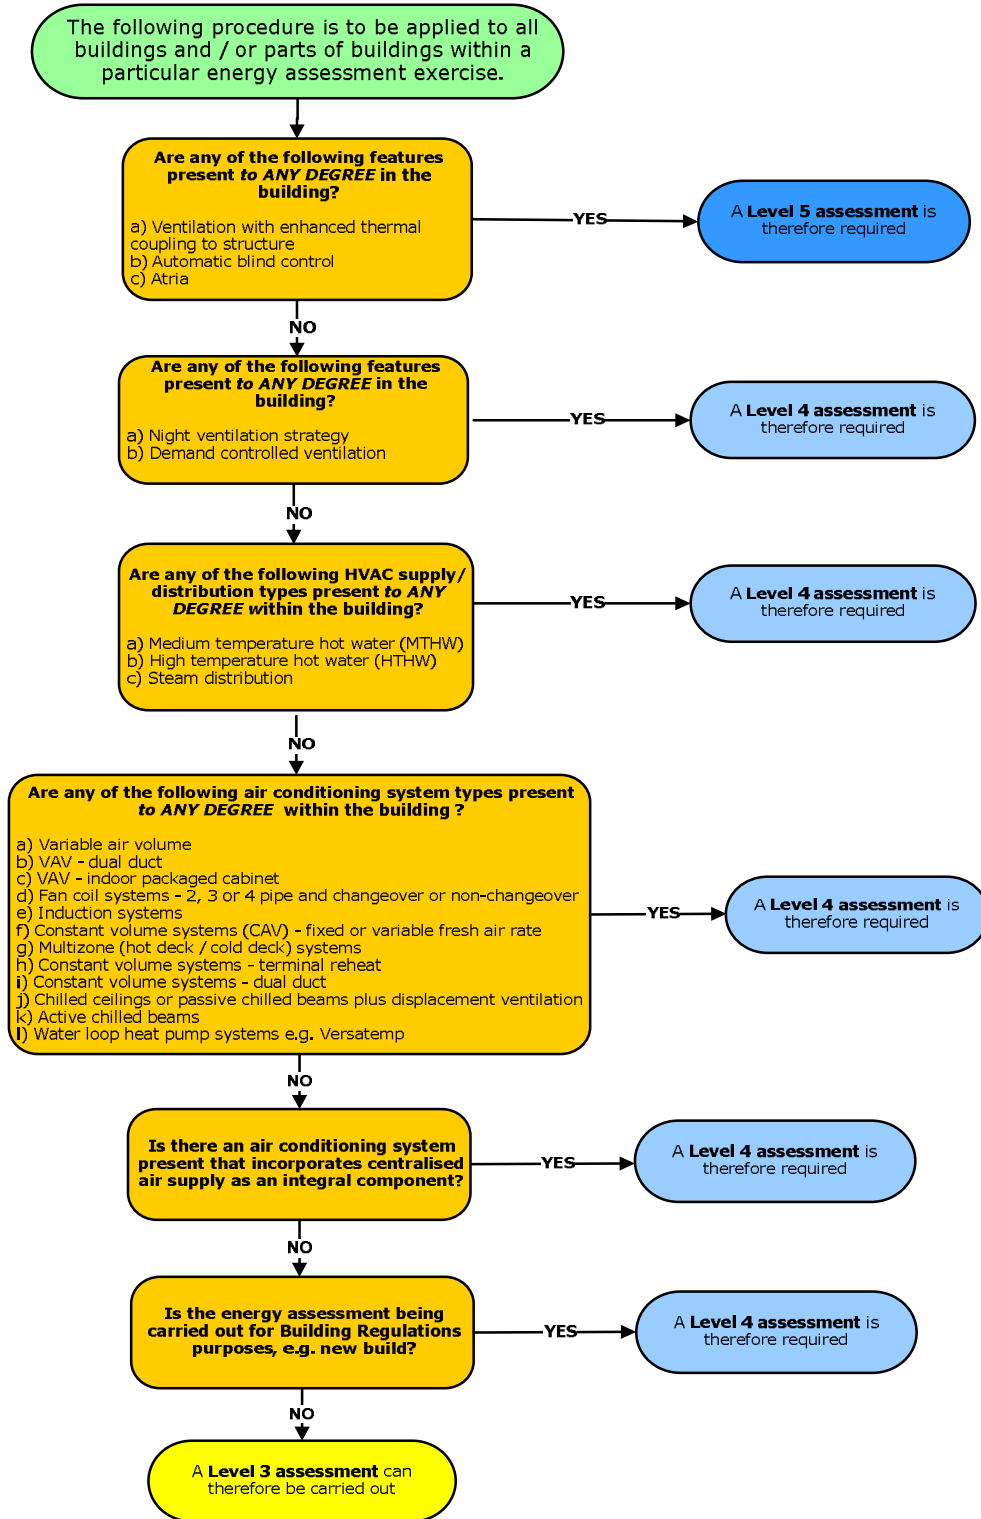 The following procedure is to be applied to all
buildings and / or parts of buildings within a
particular energy assessment exercise.
Are any of the following features
present to ANY DEGREE in the
building?
a) Ventilation with enhanced thermal
coupling to structure
b) Automatic blind control
c) Atria
YES
A Level 5 assessment is
therefore required
NO
Are any of the following features
present to ANY DEGREE in the
building?
a) Night ventilation strategy
b) Demand controlled ventilation
YES
A Level 4 assessment is
therefore required
NO
Are any of the following HVAC supply/
distribution types present to ANY
DEGREE within the building?
a) Medium temperature hot water (MTHW)
b) High temperature hot water (HTHW)
c) Steam distribution
YES
A Level 4 assessment is
therefore required
NO
Are any of the following air conditioning system types present
to ANY DEGREE within the building ?
a) Variable air volume
b) VAV - dual duct
c) VAV - indoor packaged cabinet
d) Fan coil systems - 2, 3 or 4 pipe and changeover or non-changeover
e) Induction systems
f) Constant volume systems (CAV) - fixed or variable fresh air rate
g) Multizone (hot deck / cold deck) systems
h) Constant volume systems - terminal reheat
i) Constant volume systems - dual duct
j) Chilled ceilings or passive chilled beams plus displacement ventilation
k) Active chilled beams
l) Water loop heat pump systems e.g. Versatemp
YES
A Level 4 assessment is
therefore required
NO
Is there an air conditioning system
present that incorporates centralised
air supply as an integral component?
YES
A Level 4 assessment is
therefore required
NO
Is the energy assessment being
carried out for Building Regulations
purposes, e.g. new build?
YES
A Level 4 assessment is
therefore required
NO
A Level 3 assessment can
therefore be carried out